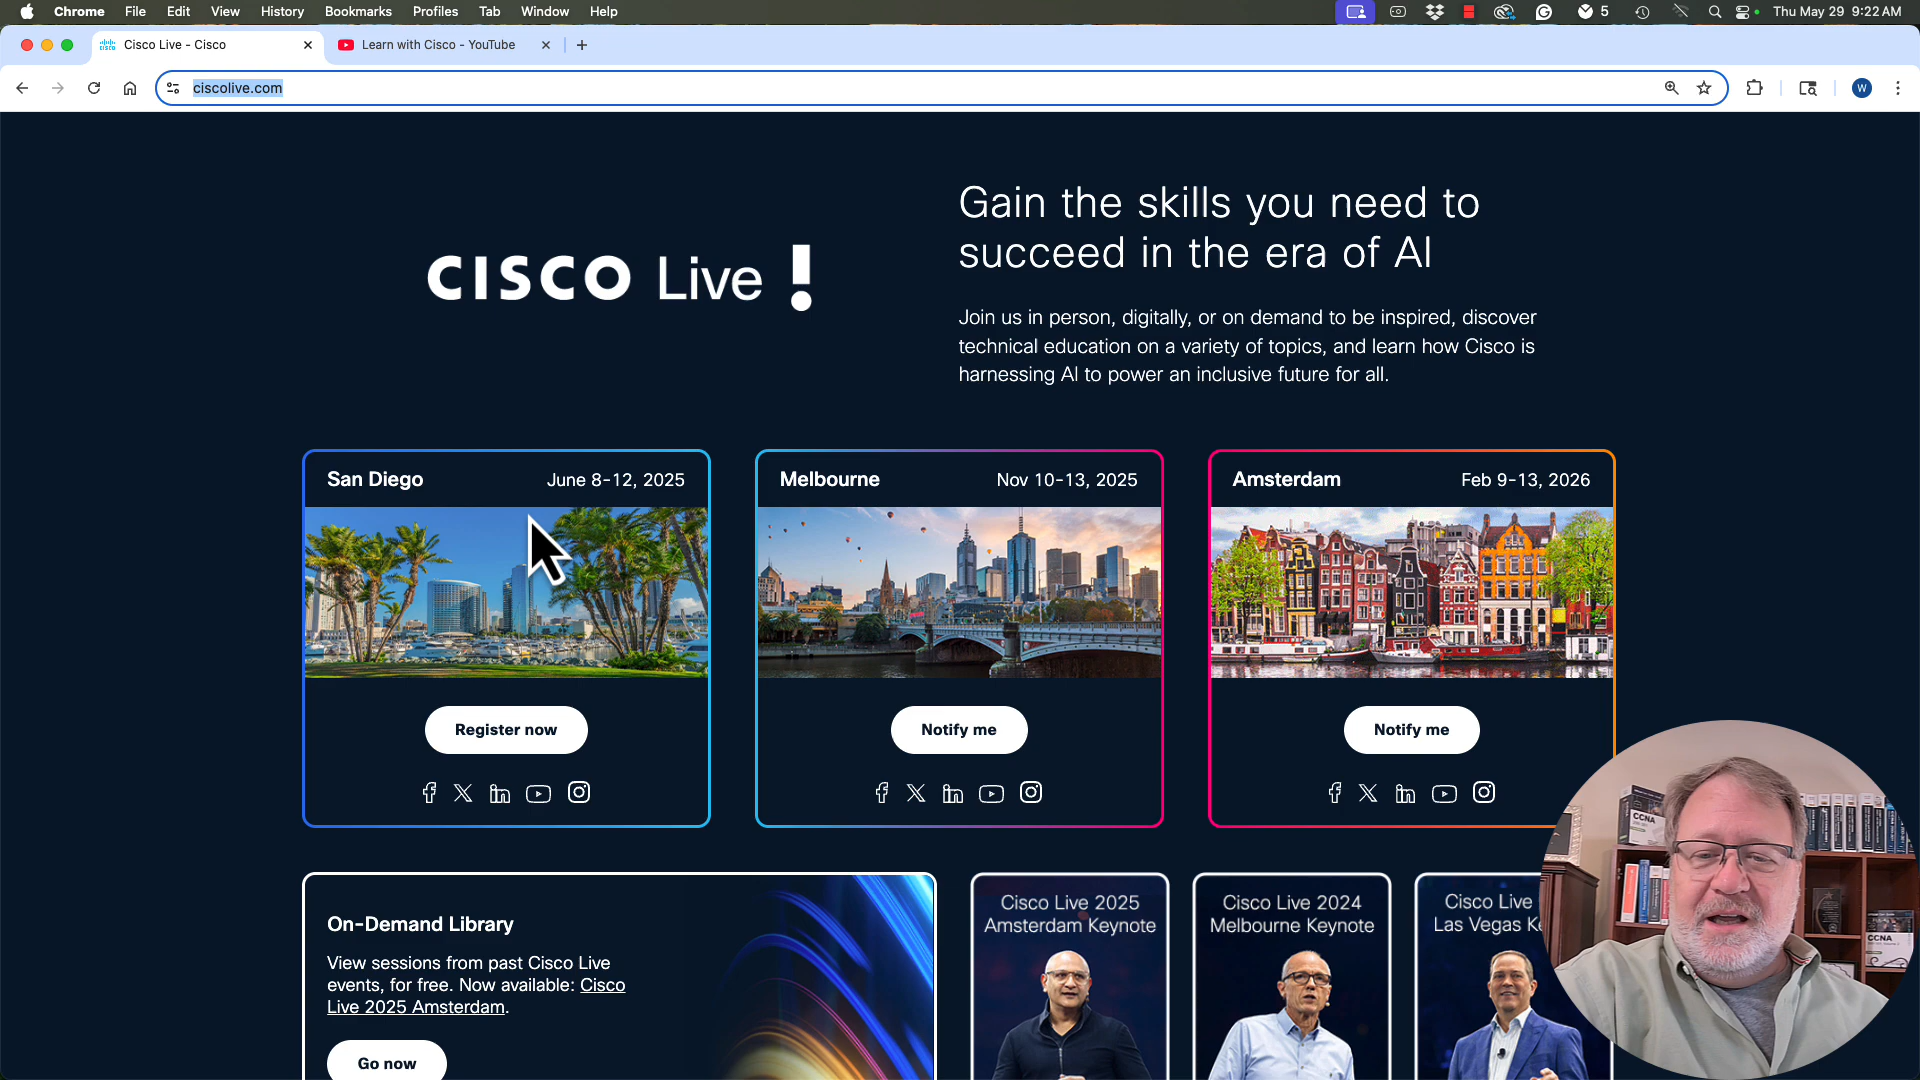 Chrome File Edit View History Bookmarks Profiles Tab Window Help
5 Thu May 29 9:22 AM
Cisco Live - Cisco
Learn with Cisco - YouTube
ciscolive.com
W
CISCO Live !
Gain the skills you need to
succeed in the era of AI
Join us in person, digitally, or on demand to be inspired, discover
technical education on a variety of topics, and learn how Cisco is
harnessing AI to power an inclusive future for all.
San Diego June 8-12, 2025
Register now
Melbourne Nov 10-13, 2025
Notify me
Amsterdam Feb 9-13, 2026
Notify me
On-Demand Library
View sessions from past Cisco Live
events, for free. Now available: Cisco
Live 2025 Amsterdam.
Go now
Cisco Live 2025
Amsterdam Keynote
Cisco Live 2024
Melbourne Keynote
Cisco Live
Las Vegas
CCNA
CCNA